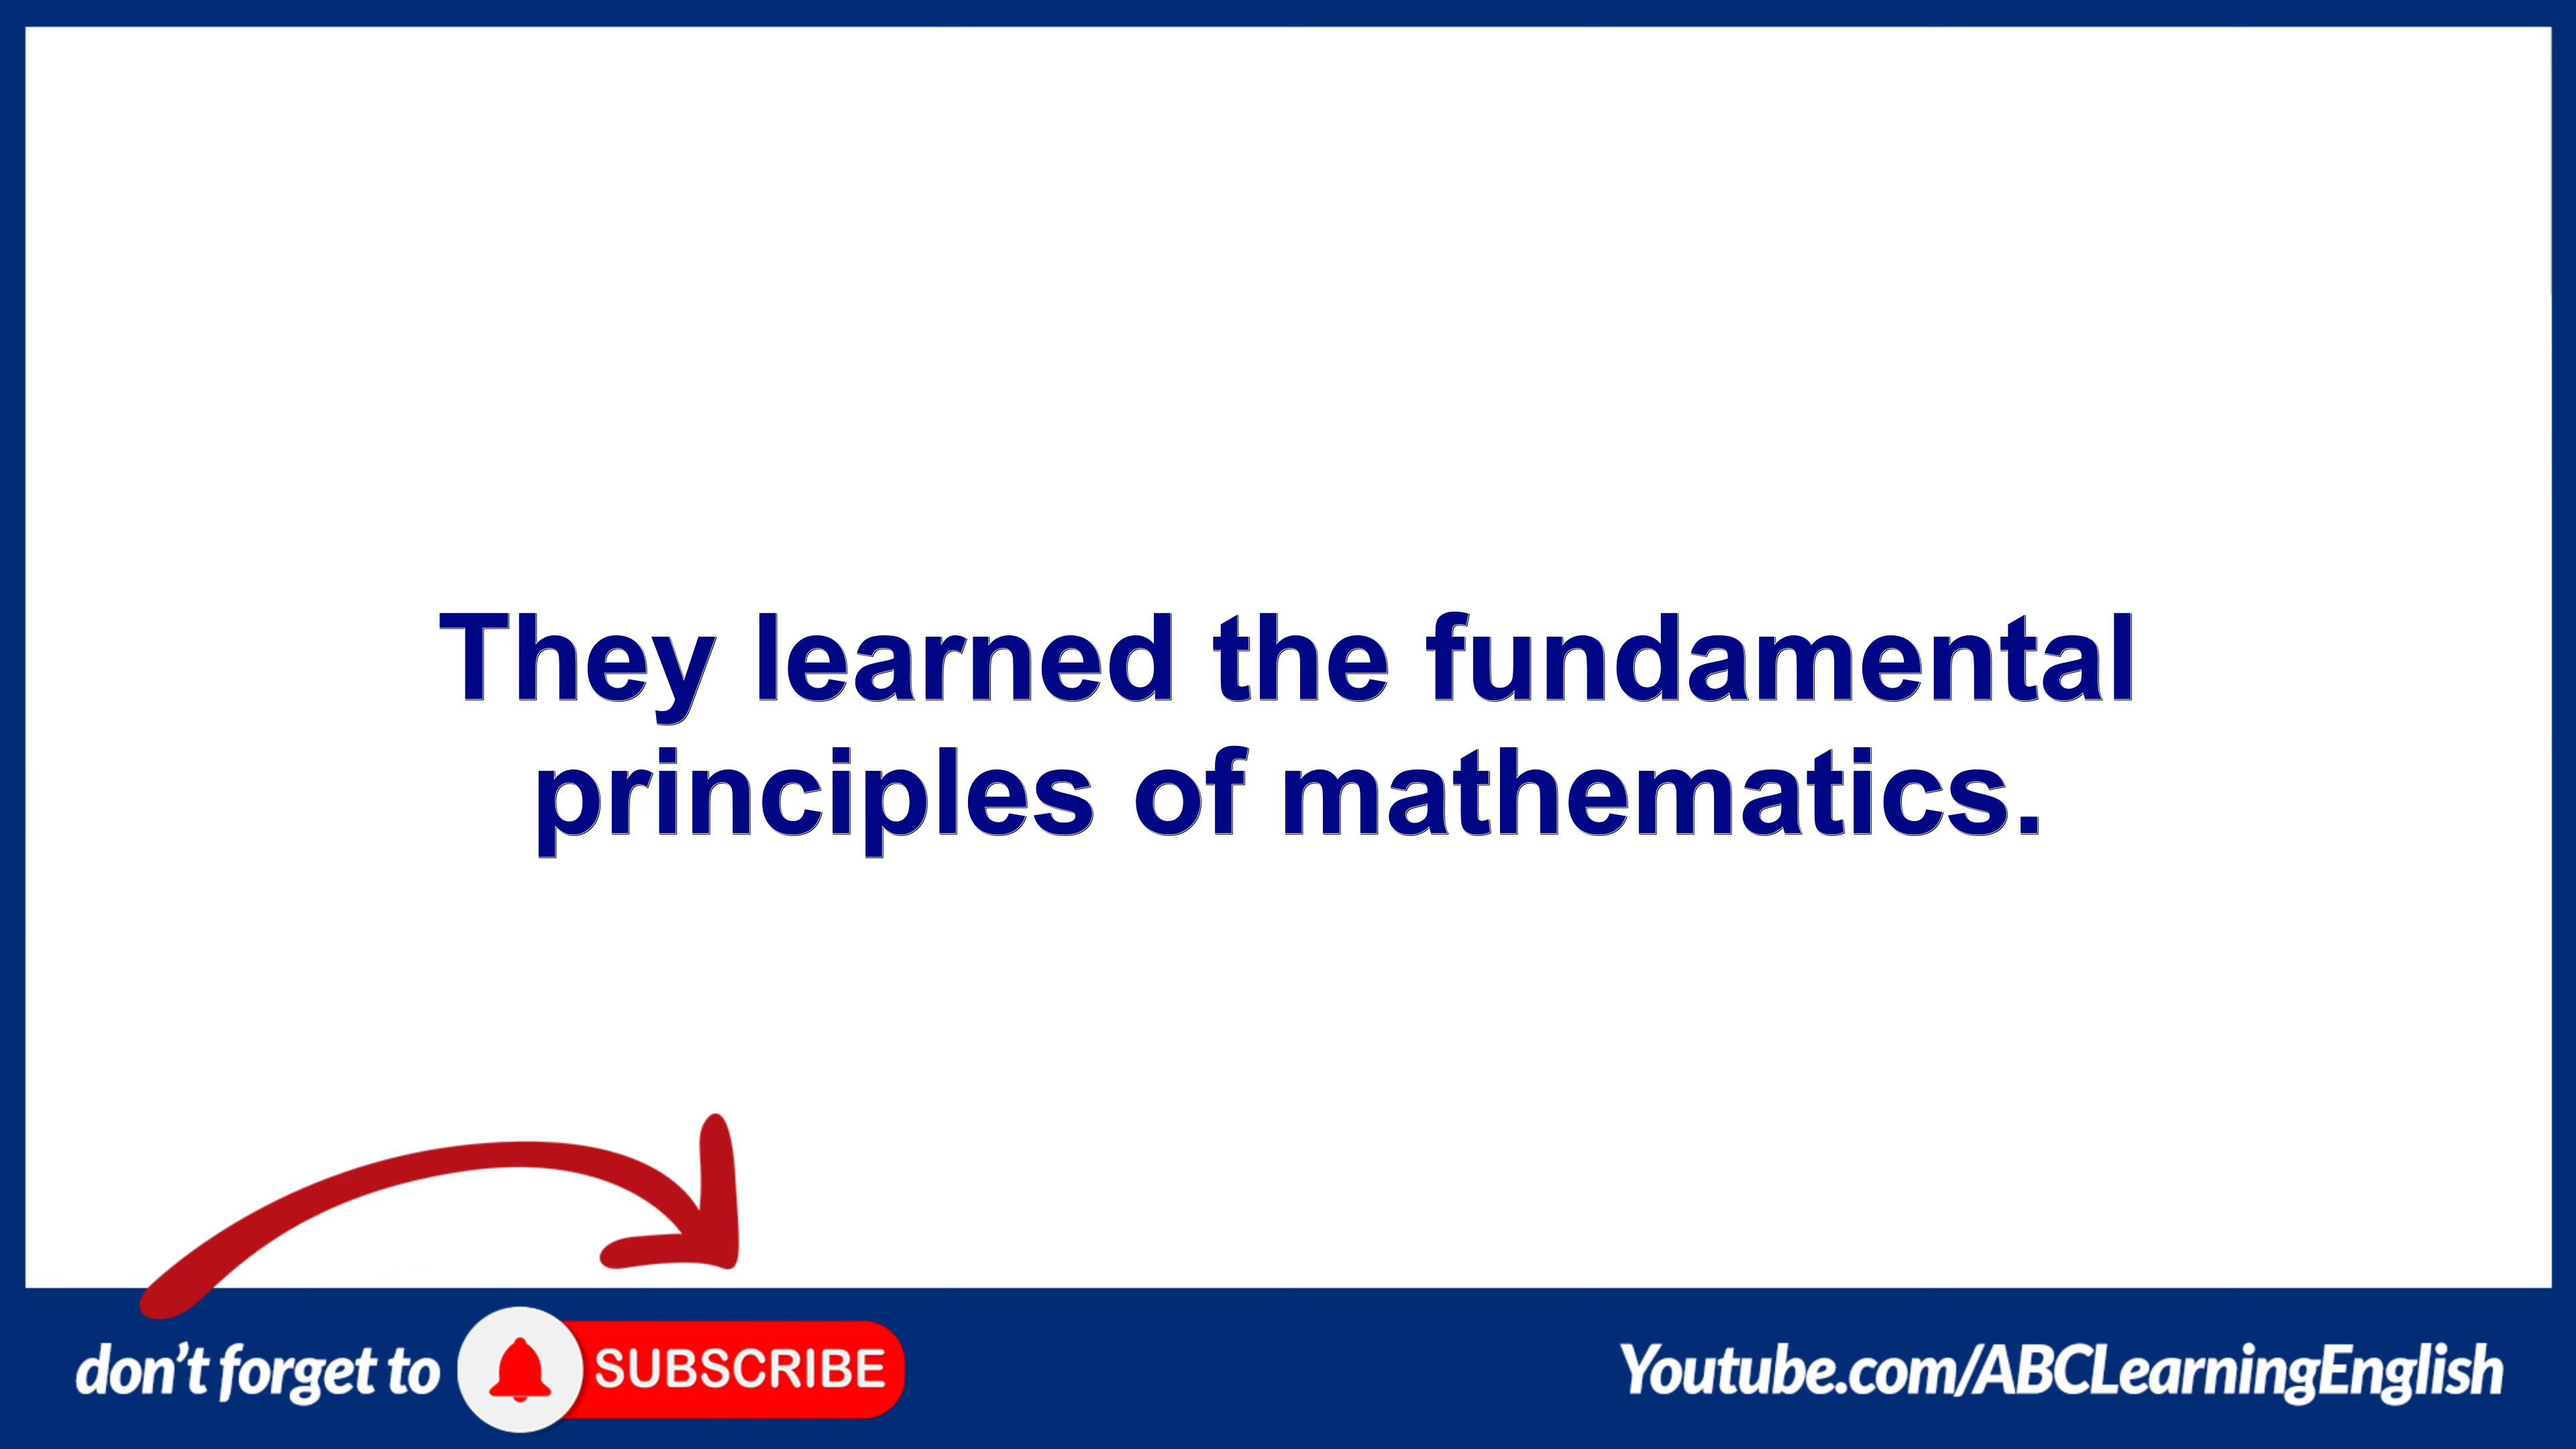 They learned the fundamental
principles of mathematics.
don't forget to SUBSCRIBE
Youtube.com/ABCLearningEnglish